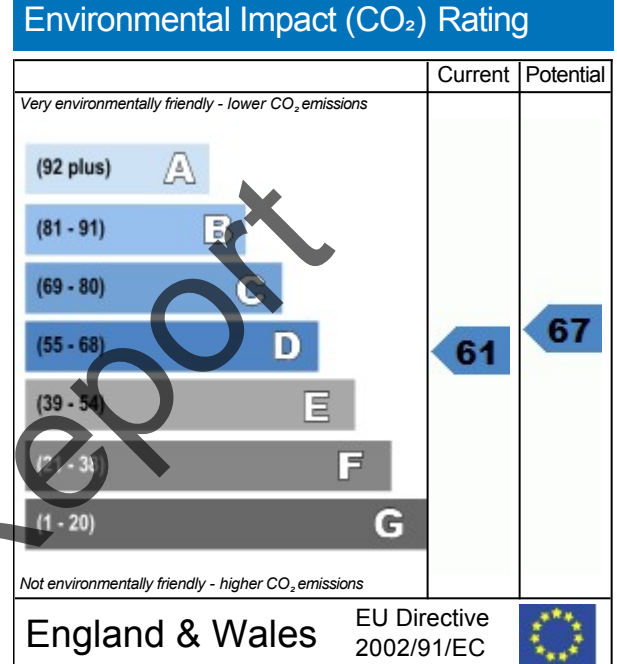 Environmental Impact (CO₂) Rating
Current Potential
Very environmentally friendly - lower CO₂ emissions
(92 plus) A
(81 - 91) B
(69 - 80) C
(55 - 68) D
61
67
(39 - 54) E
(21 - 38) F
(1 - 20) G
Not environmentally friendly - higher CO₂ emissions
England & Wales
EU Directive
2002/91/EC